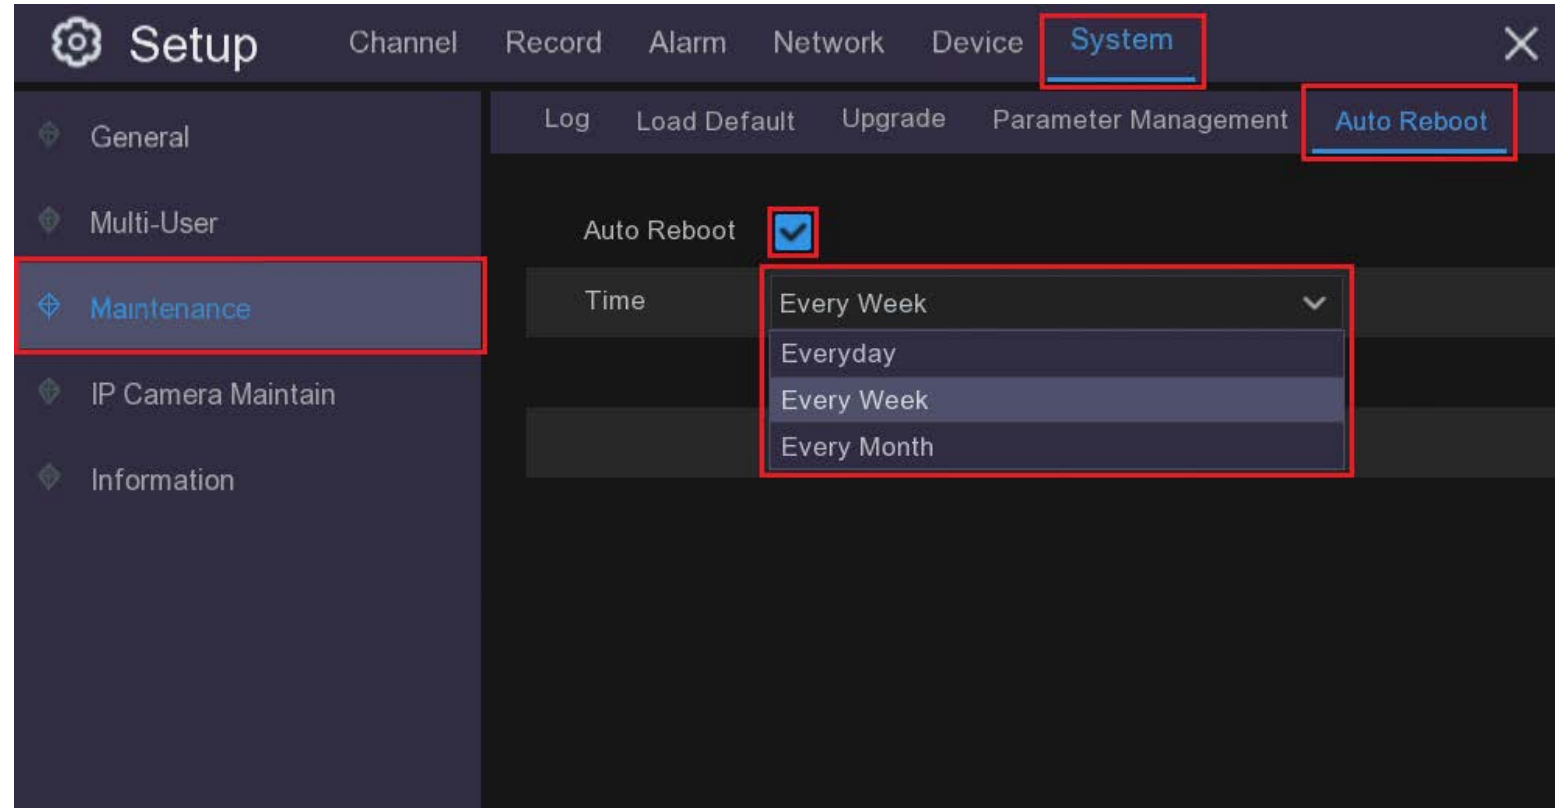 Setup Channel Record Alarm Network Device System
Log Load Default Upgrade Parameter Management Auto Reboot
General
Multi-User
Maintenance
IP Camera Maintain
Information
Auto Reboot
Time Every Week
Everyday
Every Week
Every Month